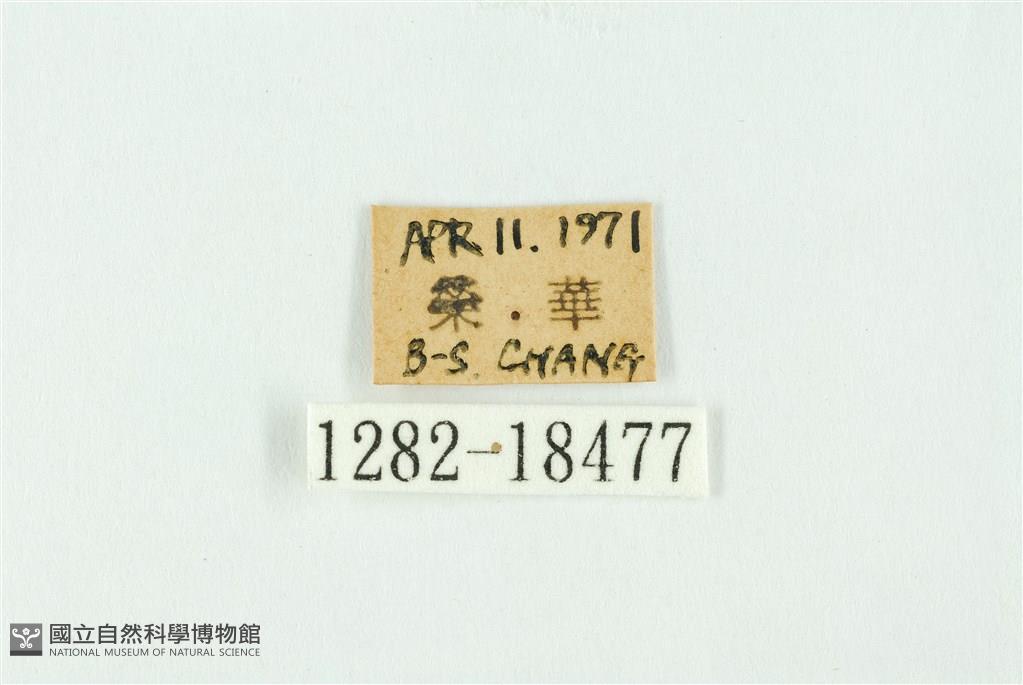 APR 11. 1971
榮 · 華
B-S. CHANG
1282-18477
國立自然科學博物館
NATIONAL MUSEUM OF NATURAL SCIENCE